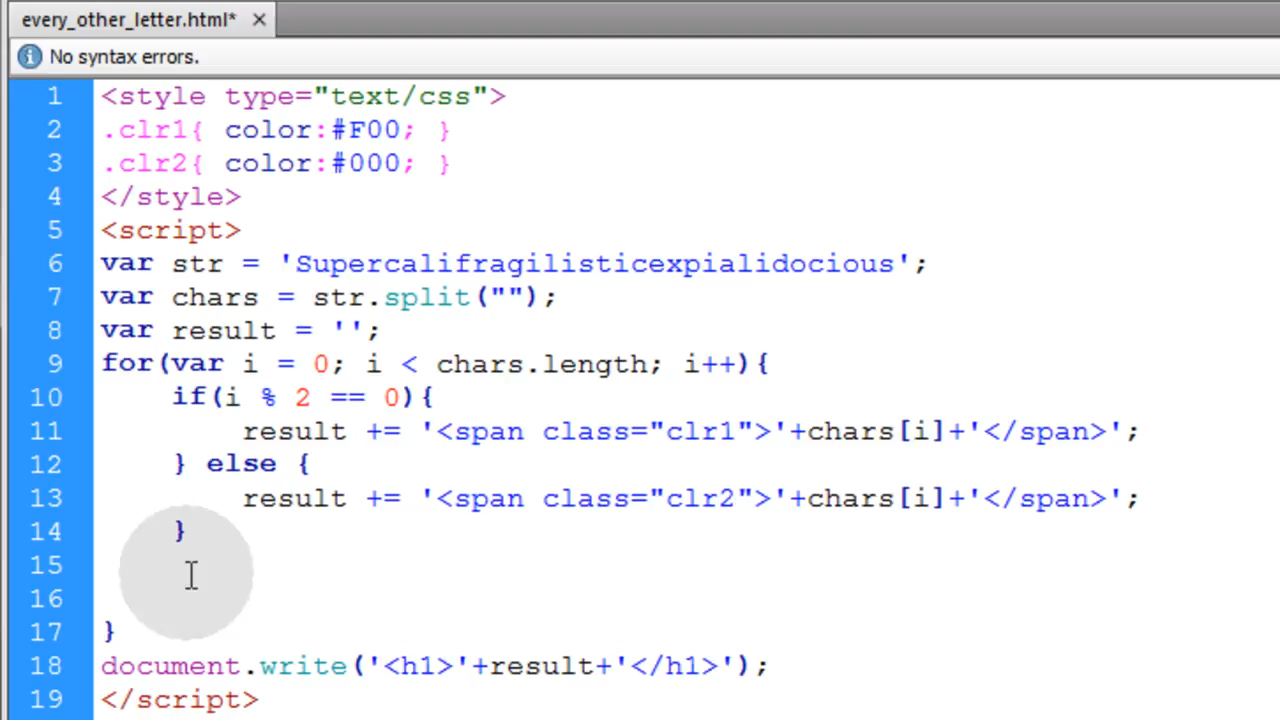 every_other_letter.html* ×
No syntax errors.
1 <style type="text/css">
2 .clr1{ color:#F00; }
3 .clr2{ color:#000; }
4 </style>
5 <script>
6 var str = 'Supercalifragilisticexpialidocious';
7 var chars = str.split("");
8 var result = '';
9 for(var i = 0; i < chars.length; i++){
10 if(i % 2 == 0){
11 result += '<span class="clr1">'+chars[i]+'</span>';
12 } else {
13 result += '<span class="clr2">'+chars[i]+'</span>';
14 }
15
16
17 }
18 document.write('<h1>'+result+'</h1>');
19 </script>